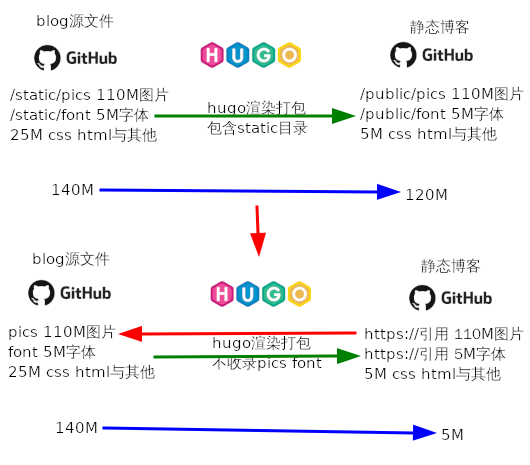 blog源文件
静态博客
GitHub
HUGO
GitHub
/static/pics 110M图片
/static/font 5M字体
25M css html与其他
hugo渲染打包
包含static目录
/public/pics 110M图片
/public/font 5M字体
5M css html与其他
140M
120M
blog源文件
静态博客
GitHub
HUGO
GitHub
pics 110M图片
font 5M字体
25M css html与其他
hugo渲染打包
不收录pics font
https://引用 110M图片
https://引用 5M字体
5M css html与其他
140M
5M